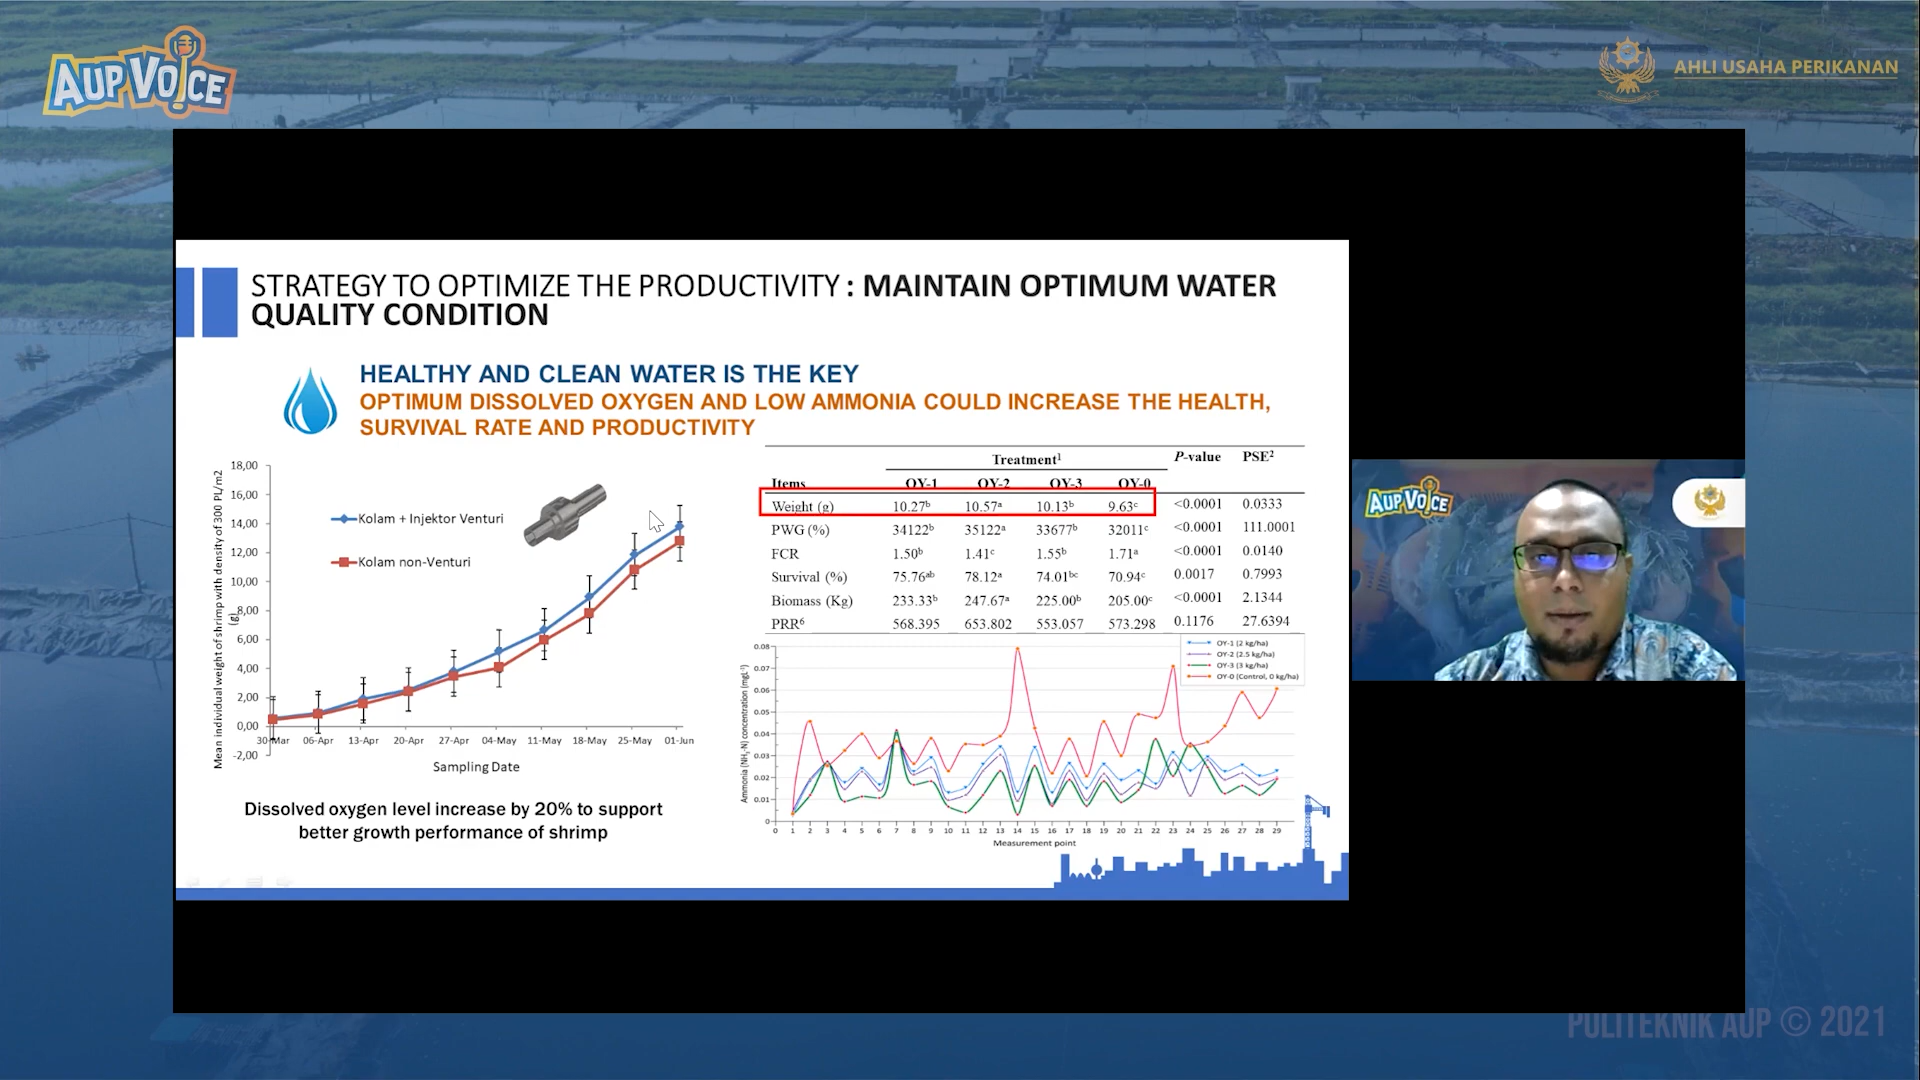 AUP VOICE
AHLI USAHA PERIKANAN
STRATEGY TO OPTIMIZE THE PRODUCTIVITY : MAINTAIN OPTIMUM WATER
QUALITY CONDITION
HEALTHY AND CLEAN WATER IS THE KEY
OPTIMUM DISSOLVED OXYGEN AND LOW AMMONIA COULD INCREASE THE HEALTH,
SURVIVAL RATE AND PRODUCTIVITY
Mean individual weight of shrimp with density of 300 PL/m2
(g)
18,00
16,00
14,00
12,00
10,00
8,00
6,00
4,00
2,00
0,00
-2,00
Kolam + Injektor Venturi
Kolam non-Venturi
30-Mar 06-Apr 13-Apr 20-Apr 27-Apr 04-May 11-May 18-May 25-May 01-Jun
Sampling Date
Dissolved oxygen level increase by 20% to support
better growth performance of shrimp
Treatment¹ P-value PSE²
Items OY-1 OY-2 OY-3 OY-0
Weight (g) 10.27ᵇ 10.57ᵃ 10.13ᵇ 9.63ᶜ <0.0001 0.0333
PWG (%) 34122ᵇ 35122ᵃ 33677ᵇ 32011ᶜ <0.0001 111.0001
FCR 1.50ᵇ 1.41ᶜ 1.55ᵇ 1.71ᵃ <0.0001 0.0140
Survival (%) 75.76ᵃᵇ 78.12ᵃ 74.01ᵇᶜ 70.94ᶜ 0.0017 0.7993
Biomass (Kg) 233.33ᵇ 247.67ᵃ 225.00ᵇ 205.00ᶜ <0.0001 2.1344
PRR⁶ 568.395 653.802 553.057 573.298 0.1176 27.6394
Ammonia (NH₃-N) concentration (mgL⁻¹)
0.08
0.07
0.06
0.05
0.04
0.03
0.02
0.01
0
OY-1 (2 kg/ha)
OY-2 (2.5 kg/ha)
OY-3 (3 kg/ha)
OY-0 (Control, 0 kg/ha)
0 1 2 3 4 5 6 7 8 9 10 11 12 13 14 15 16 17 18 19 20 21 22 23 24 25 26 27 28 29
Measurement point
AUP VOICE
POLITEKNIK AUP © 2021